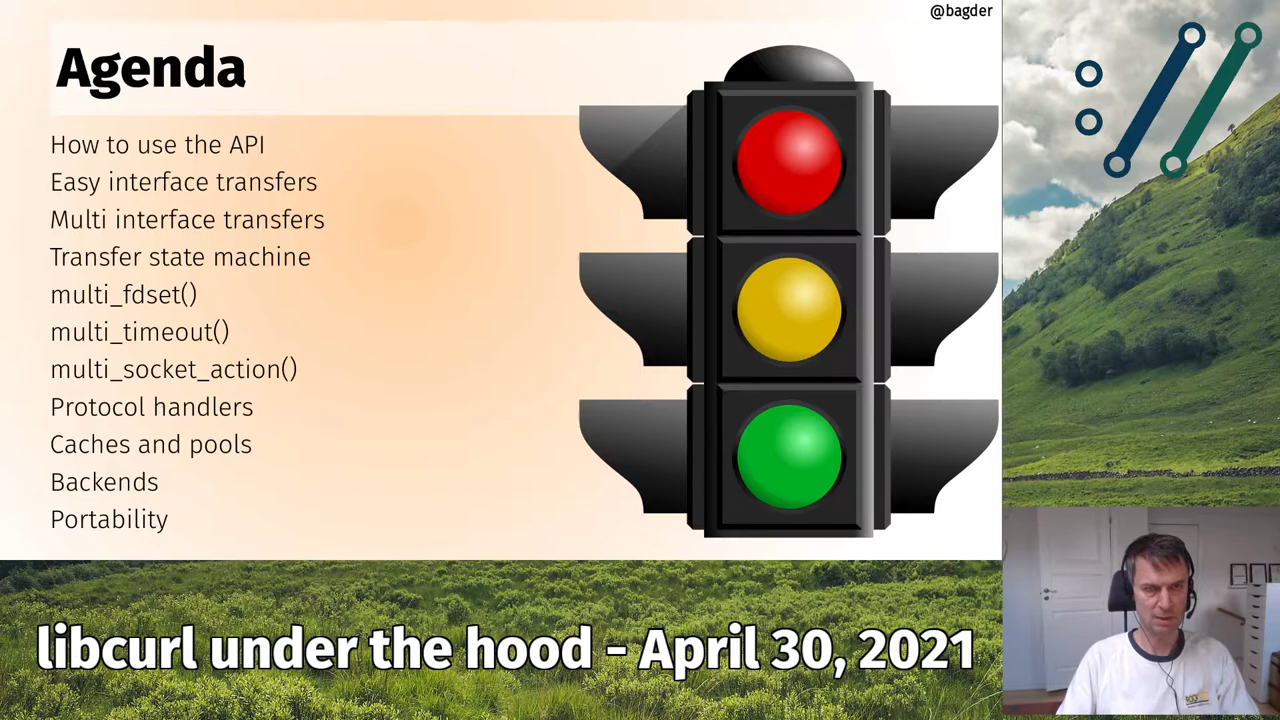 @bagder
Agenda
How to use the API
Easy interface transfers
Multi interface transfers
Transfer state machine
multi_fdset()
multi_timeout()
multi_socket_action()
Protocol handlers
Caches and pools
Backends
Portability
libcurl under the hood - April 30, 2021